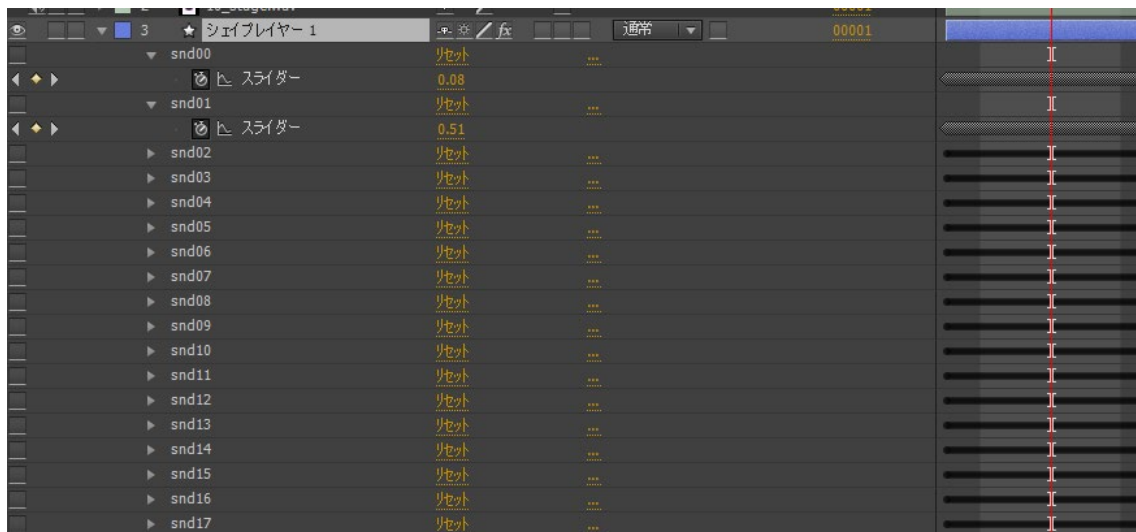 2 10_stage.wav 00001
3 シェイプレイヤー 1 fx 通常 00001
snd00 リセット ...
スライダー 0.08
snd01 リセット ...
スライダー 0.51
snd02 リセット ...
snd03 リセット ...
snd04 リセット ...
snd05 リセット ...
snd06 リセット ...
snd07 リセット ...
snd08 リセット ...
snd09 リセット ...
snd10 リセット ...
snd11 リセット ...
snd12 リセット ...
snd13 リセット ...
snd14 リセット ...
snd15 リセット ...
snd16 リセット ...
snd17 リセット ...